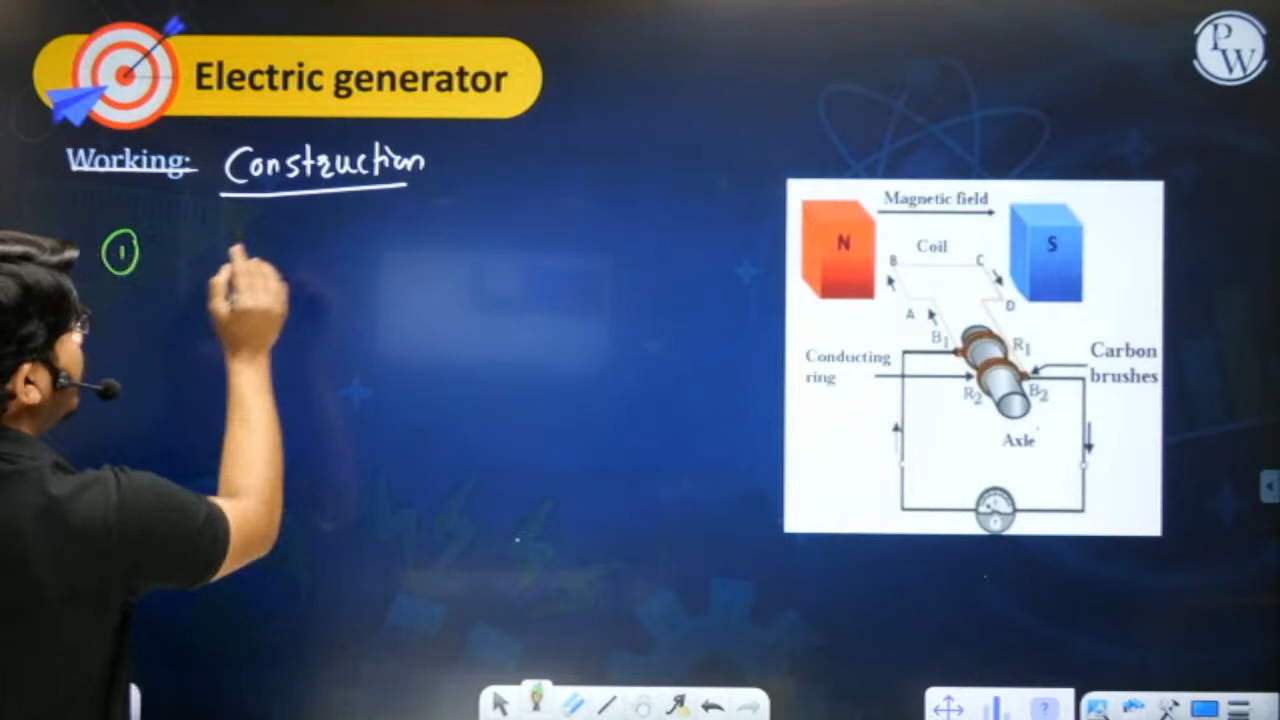 Electric generator
PW
Working: Construction
1
Magnetic field
N
S
Coil
B
C
A
D
B1
R1
Conducting
ring
Carbon
brushes
R2
B2
Axle
?